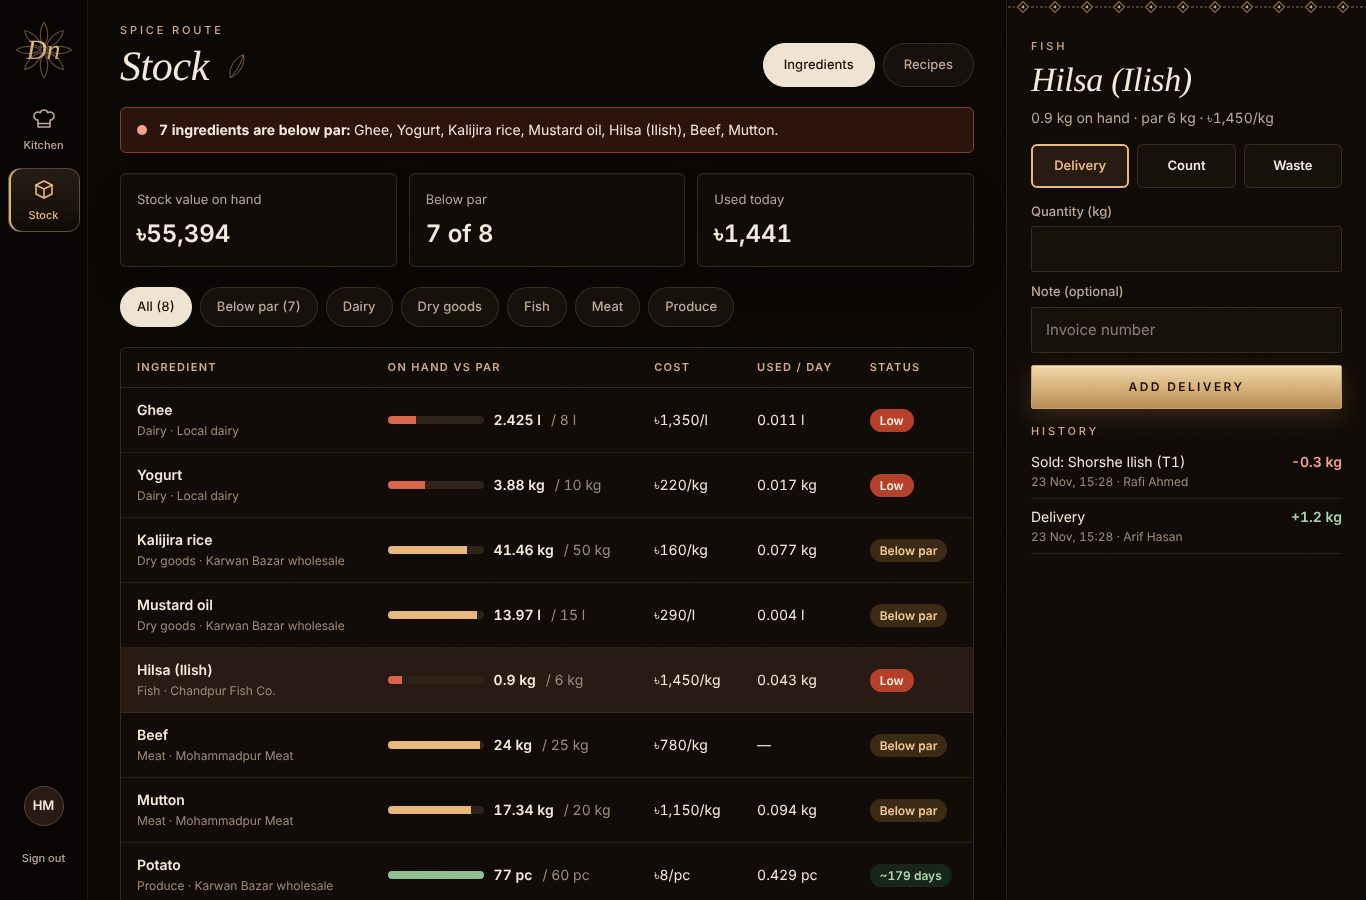 Dn
Kitchen
Stock
HM
Sign out
SPICE ROUTE
Stock
Ingredients
Recipes
7 ingredients are below par: Ghee, Yogurt, Kalijira rice, Mustard oil, Hilsa (Ilish), Beef, Mutton.
Stock value on hand
৳55,394
Below par
7 of 8
Used today
৳1,441
All (8)
Below par (7)
Dairy
Dry goods
Fish
Meat
Produce
INGREDIENT ON HAND VS PAR COST USED / DAY STATUS
Ghee
Dairy · Local dairy
2.425 l / 8 l ৳1,350/l 0.011 l Low
Yogurt
Dairy · Local dairy
3.88 kg / 10 kg ৳220/kg 0.017 kg Low
Kalijira rice
Dry goods · Karwan Bazar wholesale
41.46 kg / 50 kg ৳160/kg 0.077 kg Below par
Mustard oil
Dry goods · Karwan Bazar wholesale
13.97 l / 15 l ৳290/l 0.004 l Below par
Hilsa (Ilish)
Fish · Chandpur Fish Co.
0.9 kg / 6 kg ৳1,450/kg 0.043 kg Low
Beef
Meat · Mohammadpur Meat
24 kg / 25 kg ৳780/kg — Below par
Mutton
Meat · Mohammadpur Meat
17.34 kg / 20 kg ৳1,150/kg 0.094 kg Below par
Potato
Produce · Karwan Bazar wholesale
77 pc / 60 pc ৳8/pc 0.429 pc ~179 days
FISH
Hilsa (Ilish)
0.9 kg on hand · par 6 kg · ৳1,450/kg
Delivery
Count
Waste
Quantity (kg)
Note (optional)
Invoice number
ADD DELIVERY
HISTORY
Sold: Shorshe Ilish (T1) -0.3 kg
23 Nov, 15:28 · Rafi Ahmed
Delivery +1.2 kg
23 Nov, 15:28 · Arif Hasan